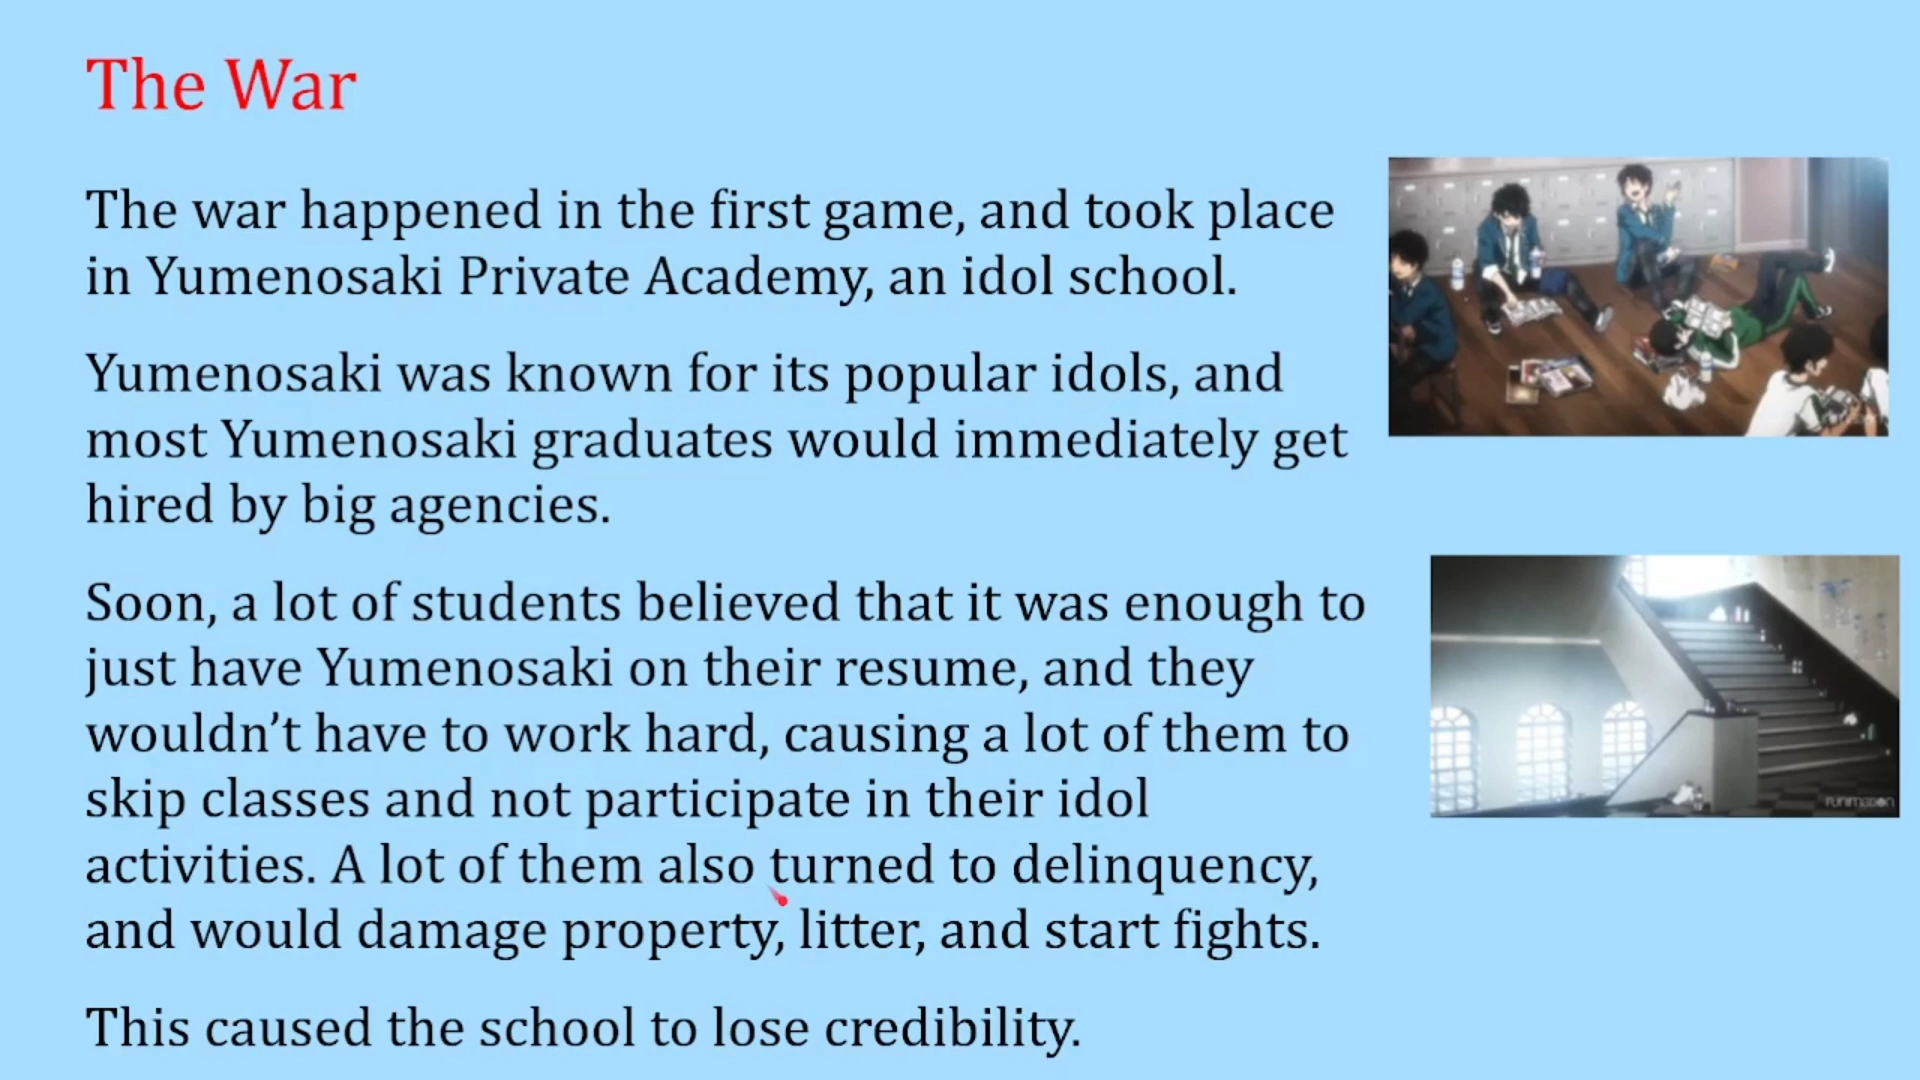 The War
The war happened in the first game, and took place
in Yumenosaki Private Academy, an idol school.
Yumenosaki was known for its popular idols, and
most Yumenosaki graduates would immediately get
hired by big agencies.
Soon, a lot of students believed that it was enough to
just have Yumenosaki on their resume, and they
wouldn’t have to work hard, causing a lot of them to
skip classes and not participate in their idol
activities. A lot of them also turned to delinquency,
and would damage property, litter, and start fights.
This caused the school to lose credibility.
FUNIMATION